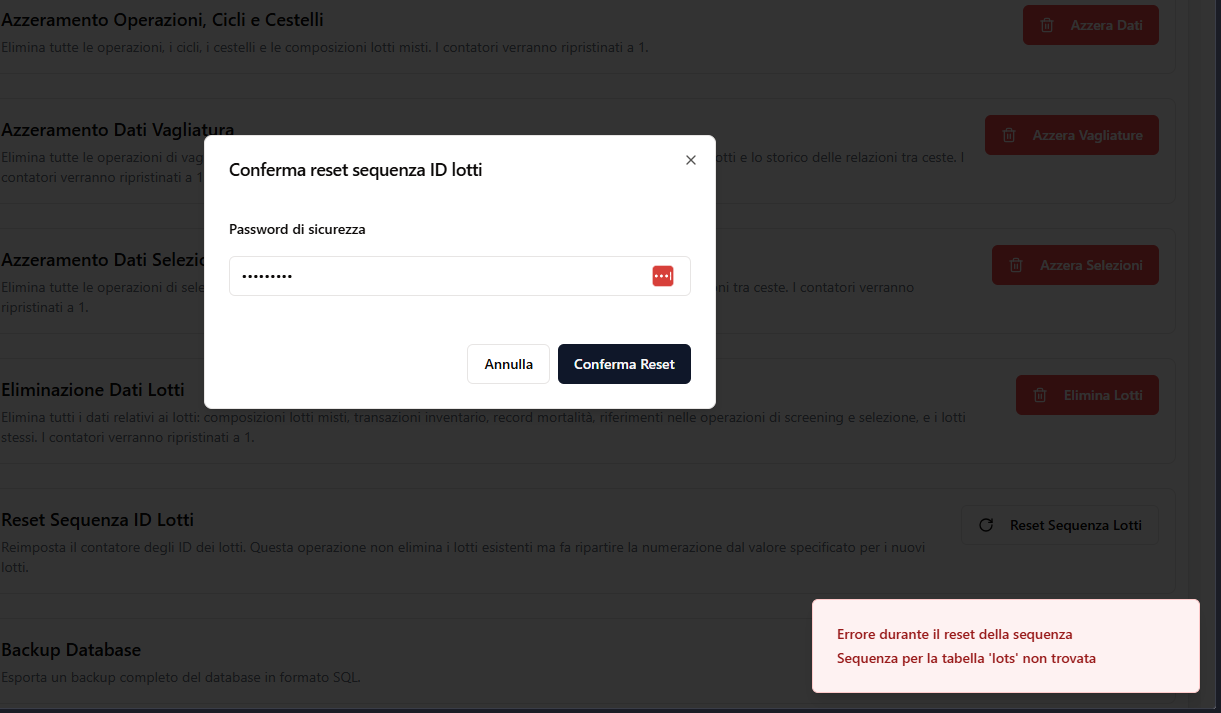 Azzeramento Operazioni, Cicli e Cestelli
Elimina tutte le operazioni, i cicli, i cestelli e le composizioni lotti misti. I contatori verranno ripristinati a 1.
Azzera Dati
Azzeramento Dati Vagliatura
Elimina tutte le operazioni di vag
otti e lo storico delle relazioni tra ceste. I
contatori verranno ripristinati a 1
Azzera Vagliature
Conferma reset sequenza ID lotti
Password di sicurezza
•••••••••
Annulla
Conferma Reset
Azzeramento Dati Selezio
Elimina tutte le operazioni di sele
ni tra ceste. I contatori verranno
ripristinati a 1.
Azzera Selezioni
Eliminazione Dati Lotti
Elimina tutti i dati relativi ai lotti: composizioni lotti misti, transazioni inventario, record mortalità, riferimenti nelle operazioni di screening e selezione, e i lotti
stessi. I contatori verranno ripristinati a 1.
Elimina Lotti
Reset Sequenza ID Lotti
Reimposta il contatore degli ID dei lotti. Questa operazione non elimina i lotti esistenti ma fa ripartire la numerazione dal valore specificato per i nuovi
lotti.
Reset Sequenza Lotti
Backup Database
Esporta un backup completo del database in formato SQL.
Errore durante il reset della sequenza
Sequenza per la tabella 'lots' non trovata